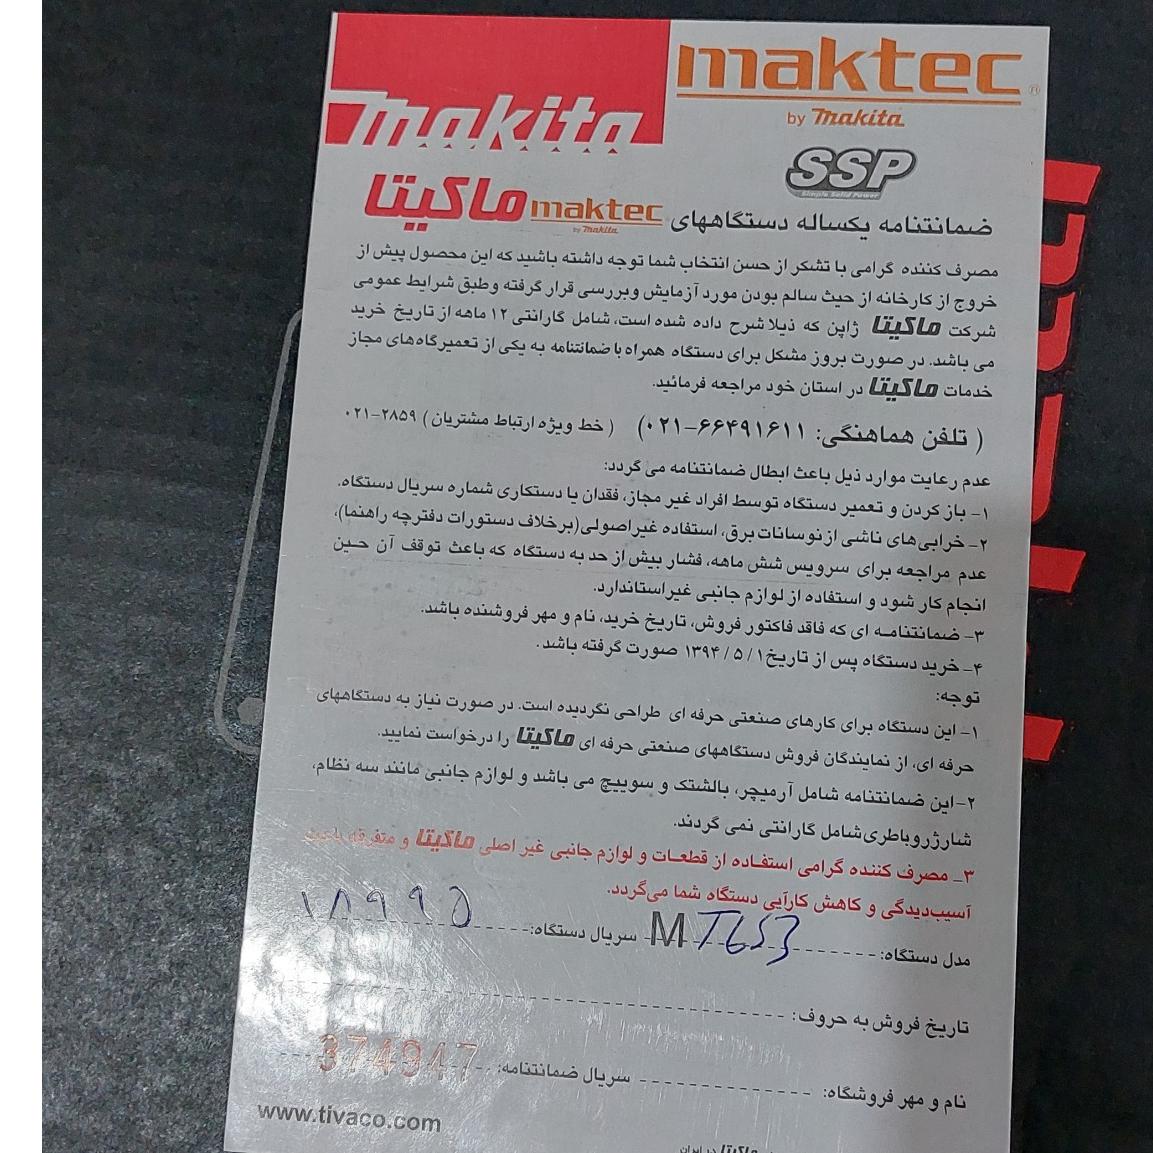 makita
maktec
by makita
SSP
Simple Solid Power
ضمانتنامه یکساله دستگاههای maktec by makita ماکیتا
مصرف کننده گرامی با تشکر از حسن انتخاب شما توجه داشته باشید که این محصول پیش از
خروج از کارخانه از حیث سالم بودن مورد آزمایش وبررسی قرار گرفته وطبق شرایط عمومی
شرکت ماکیتا ژاپن که ذیلا شرح داده شده است، شامل گارانتی ۱۲ ماهه از تاریخ خرید
می باشد. در صورت بروز مشکل برای دستگاه همراه با ضمانتنامه به یکی از تعمیرگاه‌های مجاز
خدمات ماکیتا در استان خود مراجعه فرمائید.
( تلفن هماهنگی: ۶۶۴۹۱۶۱۱-۰۲۱) ( خط ویژه ارتباط مشتریان ) ۲۸۵۹-۰۲۱
عدم رعایت موارد ذیل باعث ابطال ضمانتنامه می گردد:
۱- باز کردن و تعمیر دستگاه توسط افراد غیر مجاز، فقدان یا دستکاری شماره سریال دستگاه.
۲- خرابی‌های ناشی از نوسانات برق، استفاده غیراصولی(برخلاف دستورات دفترچه راهنما)،
عدم مراجعه برای سرویس شش ماهه، فشار بیش از حد به دستگاه که باعث توقف آن حین
انجام کار شود و استفاده از لوازم جانبی غیراستاندارد.
۳- ضمانتنامه ای که فاقد فاکتور فروش، تاریخ خرید، نام و مهر فروشنده باشد.
۴- خرید دستگاه پس از تاریخ ۱۳۹۴/۵/۱ صورت گرفته باشد.
توجه:
۱- این دستگاه برای کارهای صنعتی حرفه ای طراحی نگردیده است. در صورت نیاز به دستگاههای
حرفه ای، از نمایندگان فروش دستگاههای صنعتی حرفه ای ماکیتا را درخواست نمایید.
۲- این ضمانتنامه شامل آرمیچر، بالشتک و سوییچ می باشد و لوازم جانبی مانند سه نظام،
شارژر و باطری شامل گارانتی نمی گردند.
۳_ مصرف کننده گرامی استفاده از قطعات و لوازم جانبی غیر اصلی ماکیتا و متفرقه باعث
آسیب‌دیدگی و کاهش کارآیی دستگاه شما می‌گردد.
مدل دستگاه: MT653 سریال دستگاه: ۱۸۹۹۵
تاریخ فروش به حروف:
نام و مهر فروشگاه: سریال ضمانتنامه: 374947
www.tivaco.com
ماکیتا در ایران